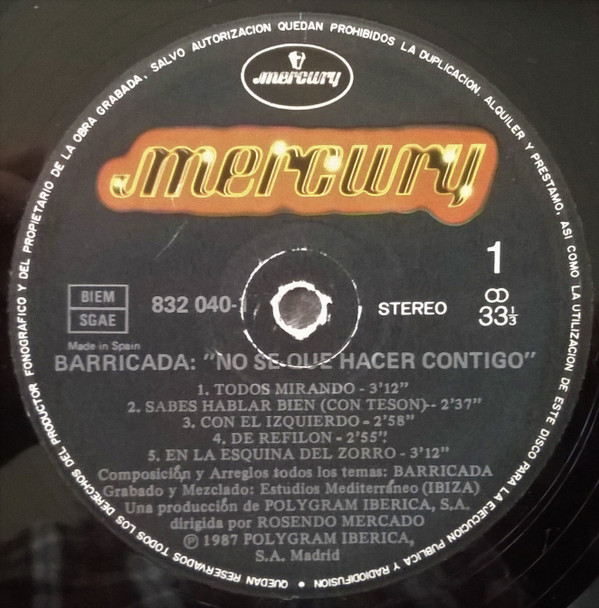 QUEDAN RESERVADOS TODOS LOS DERECHOS DEL PRODUCTOR FONOGRAFICO Y DEL PROPIETARIO DE LA OBRA GRABADA, SALVO AUTORIZACION QUEDAN PROHIBIDOS LA DUPLICACION, ALQUILER Y PRESTAMO, ASI COMO LA UTILIZACION DE ESTE DISCO PARA LA EJECUCION PUBLICA Y RADIODIFUSION •
mercury
mercury
1
BIEM
SGAE
832 040-1
STEREO
33⅓
Made in Spain
BARRICADA: "NO SE QUE HACER CONTIGO"
1. TODOS MIRANDO - 3'12"
2. SABES HABLAR BIEN (CON TESON)-- 2'37"
3. CON EL IZQUIERDO - 2'58"
4. DE REFILON - 2'55".
5. EN LA ESQUINA DEL ZORRO - 3'12"
Composición y Arreglos todos los temas: BARRICADA
Grabado y Mezclado: Estudios Mediterráneo (IBIZA)
Una producción de POLYGRAM IBERICA, S.A.
dirigida por ROSENDO MERCADO
℗ 1987 POLYGRAM IBERICA,
S.A. Madrid